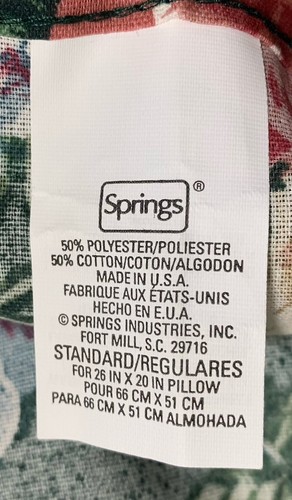 Springs ®
50% POLYESTER/POLIESTER
50% COTTON/COTON/ALGODON
MADE IN U.S.A.
FABRIQUE AUX ÉTATS-UNIS
HECHO EN E.U.A.
© SPRINGS INDUSTRIES, INC.
FORT MILL, S.C. 29716
STANDARD/REGULARES
FOR 26 IN X 20 IN PILLOW
POUR 66 CM X 51 CM
PARA 66 CM X 51 CM ALMOHADA